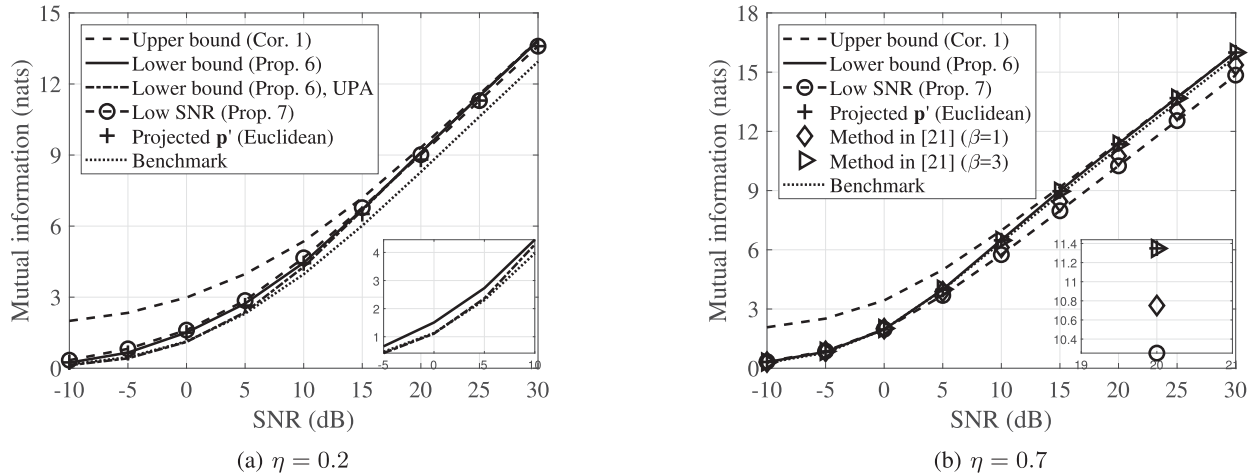 15
12
9
6
3
0
Mutual information (nats)
Upper bound (Cor. 1)
Lower bound (Prop. 6)
Lower bound (Prop. 6), UPA
Low SNR (Prop. 7)
Projected p' (Euclidean)
Benchmark
4
3
2
1
-5 0 5 10
-10 -5 0 5 10 15 20 25 30
SNR (dB)
(a) η = 0.2
18
15
12
9
6
3
0
Mutual information (nats)
Upper bound (Cor. 1)
Lower bound (Prop. 6)
Low SNR (Prop. 7)
Projected p' (Euclidean)
Method in [21] (β=1)
Method in [21] (β=3)
Benchmark
11.4
11.2
11
10.8
10.6
10.4
19 20 21
-10 -5 0 5 10 15 20 25 30
SNR (dB)
(b) η = 0.7